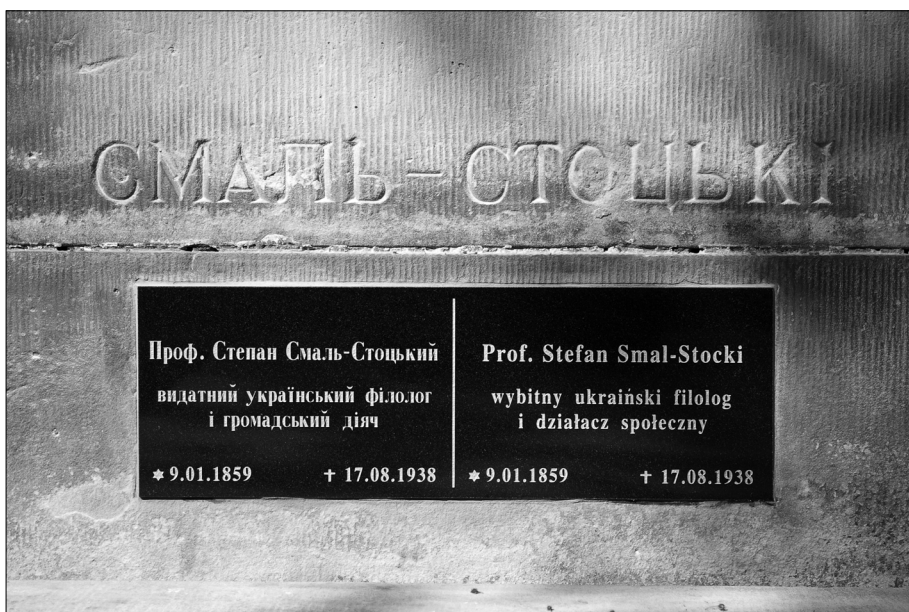 СМАЛЬ-СТОЦЬКІ
Проф. Степан Смаль-Стоцький
видатний український філолог
і громадський діяч
✶ 9.01.1859 † 17.08.1938
Prof. Stefan Smal-Stocki
wybitny ukraiński filolog
i działacz społeczny
✶ 9.01.1859 † 17.08.1938